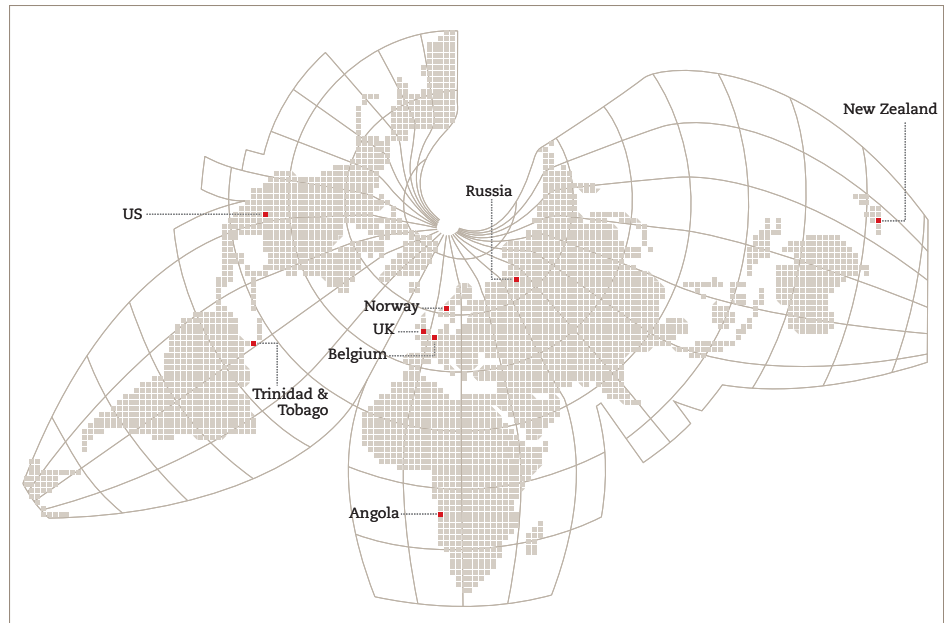 New Zealand
Russia
US
Norway
UK
Belgium
Trinidad &
Tobago
Angola